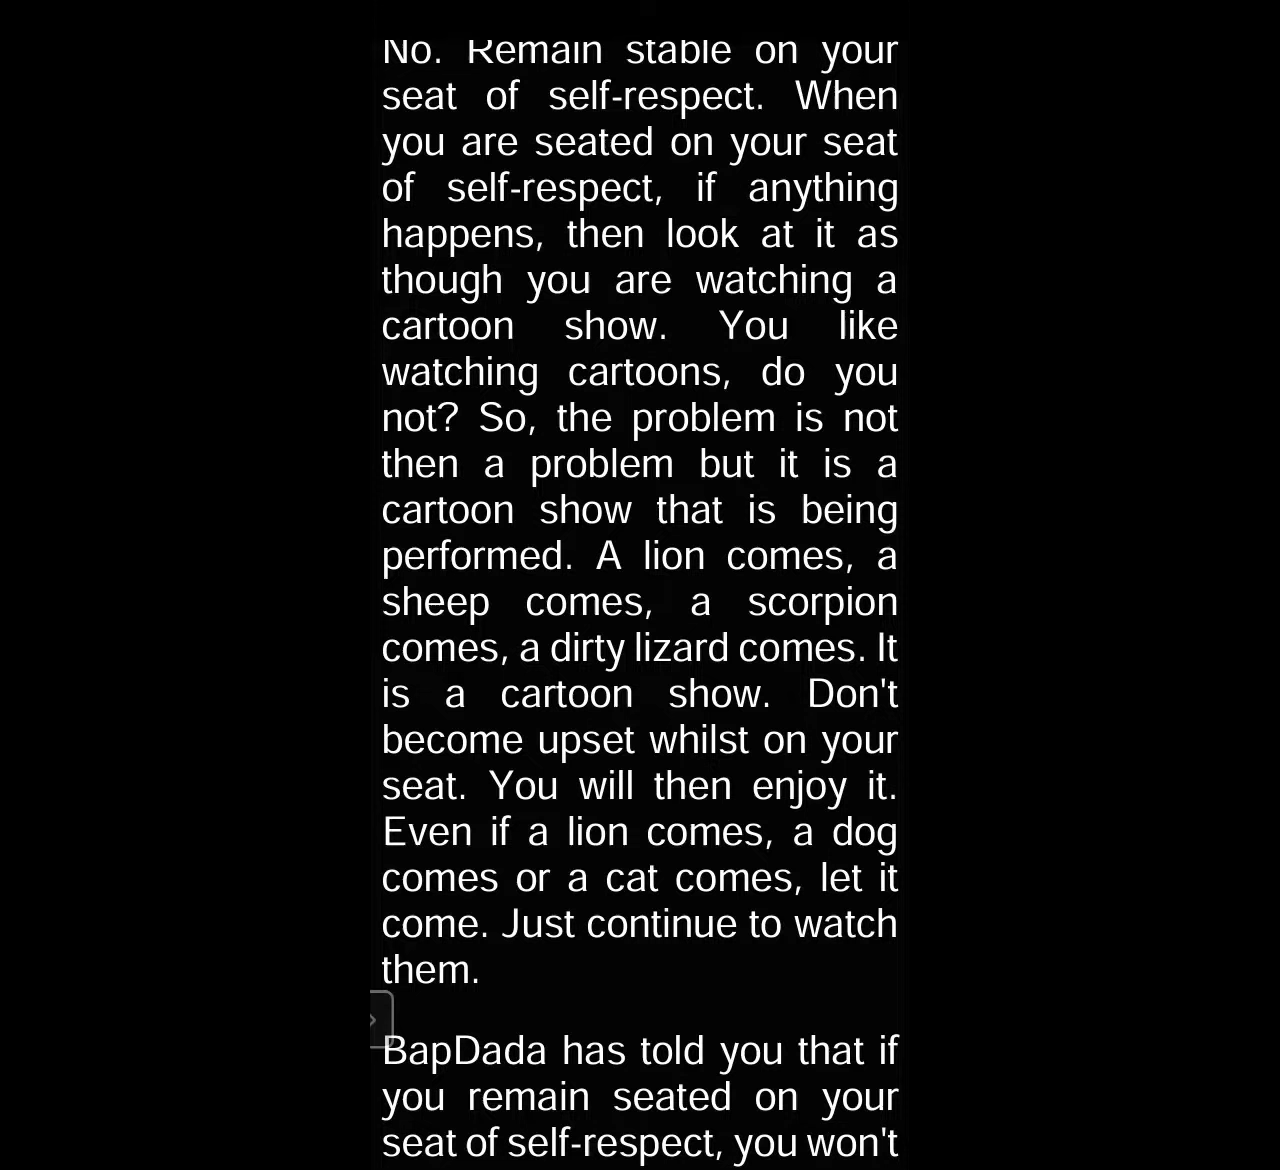 No. Remain stable on your
seat of self-respect. When
you are seated on your seat
of self-respect, if anything
happens, then look at it as
though you are watching a
cartoon show. You like
watching cartoons, do you
not? So, the problem is not
then a problem but it is a
cartoon show that is being
performed. A lion comes, a
sheep comes, a scorpion
comes, a dirty lizard comes. It
is a cartoon show. Don't
become upset whilst on your
seat. You will then enjoy it.
Even if a lion comes, a dog
comes or a cat comes, let it
come. Just continue to watch
them.
BapDada has told you that if
you remain seated on your
seat of self-respect, you won't